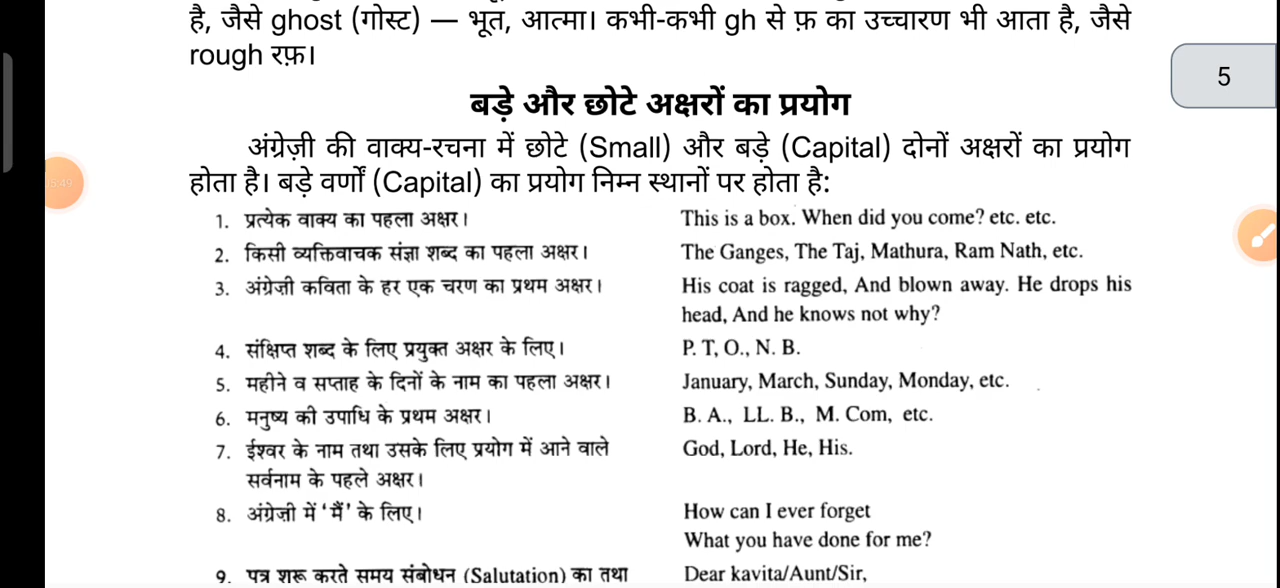 है, जैसे ghost (गोस्ट) — भूत, आत्मा। कभी-कभी gh से फ़ का उच्चारण भी आता है, जैसे
rough रफ़।
5
बड़े और छोटे अक्षरों का प्रयोग
अंग्रेज़ी की वाक्य-रचना में छोटे (Small) और बड़े (Capital) दोनों अक्षरों का प्रयोग
होता है। बड़े वर्णों (Capital) का प्रयोग निम्न स्थानों पर होता है:
05:49
1. प्रत्येक वाक्य का पहला अक्षर। This is a box. When did you come? etc. etc.
2. किसी व्यक्तिवाचक संज्ञा शब्द का पहला अक्षर। The Ganges, The Taj, Mathura, Ram Nath, etc.
3. अंग्रेज़ी कविता के हर एक चरण का प्रथम अक्षर। His coat is ragged, And blown away. He drops his
head, And he knows not why?
4. संक्षिप्त शब्द के लिए प्रयुक्त अक्षर के लिए। P. T, O., N. B.
5. महीने व सप्ताह के दिनों के नाम का पहला अक्षर। January, March, Sunday, Monday, etc.
6. मनुष्य की उपाधि के प्रथम अक्षर। B. A., LL. B., M. Com, etc.
7. ईश्वर के नाम तथा उसके लिए प्रयोग में आने वाले God, Lord, He, His.
सर्वनाम के पहले अक्षर।
8. अंग्रेज़ी में 'मैं' के लिए। How can I ever forget
What you have done for me?
9. पत्र शुरू करते समय संबोधन (Salutation) का तथा Dear kavita/Aunt/Sir,